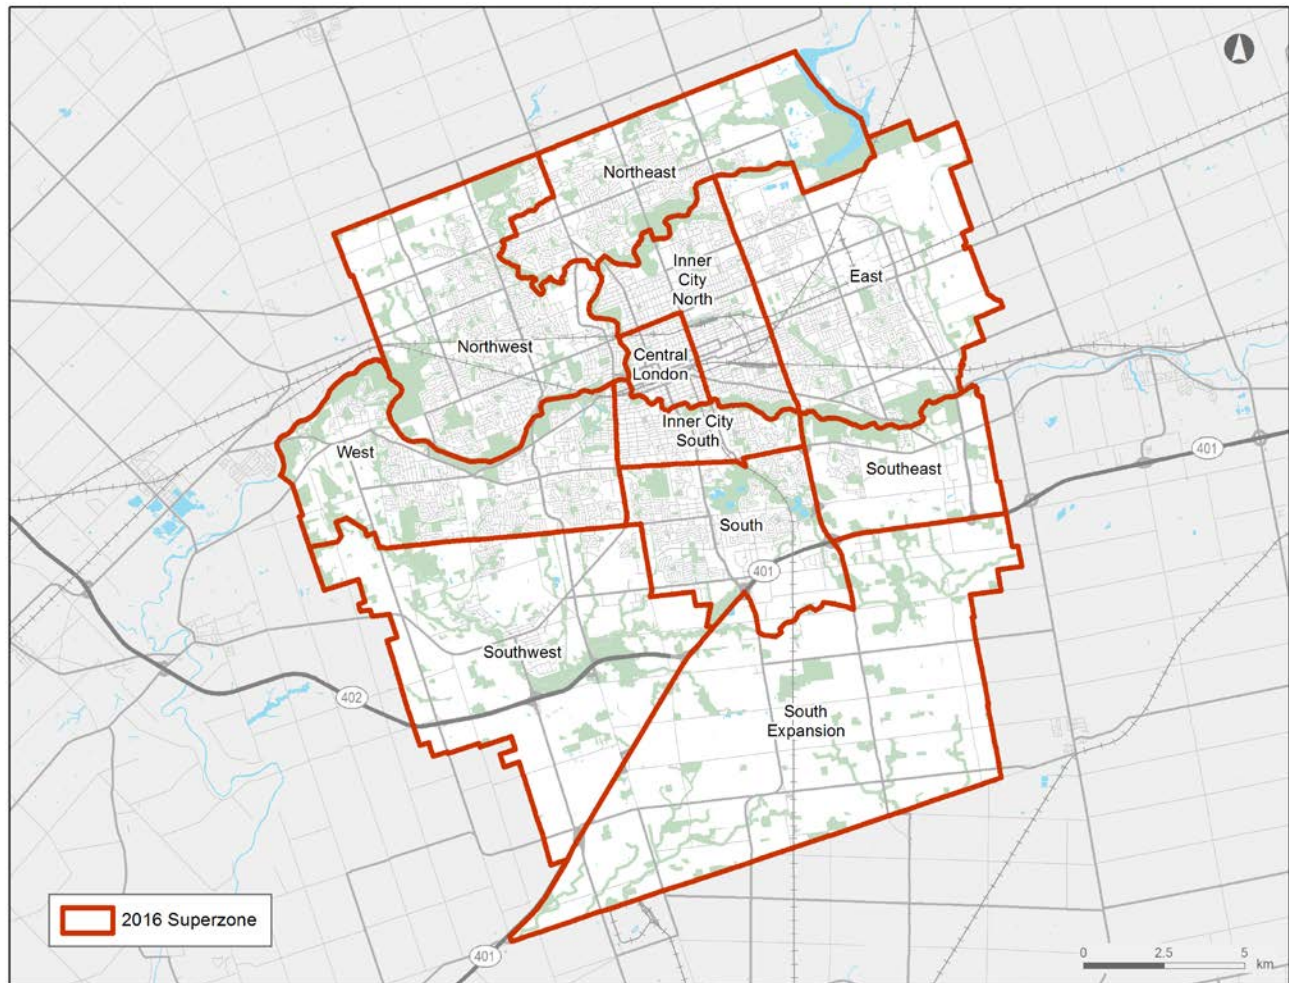 Northeast
Inner
City
North
East
Northwest
Central
London
Inner City
South
West
Southeast
401
South
401
Southwest
402
South
Expansion
2016 Superzone
401
0 2.5 5
km